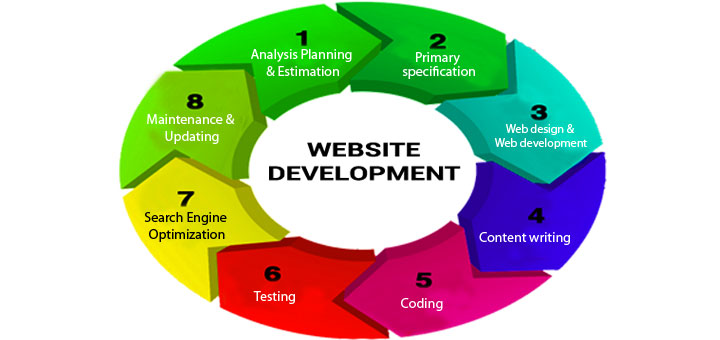 WEBSITE
DEVELOPMENT
1
Analysis Planning
& Estimation
2
Primary
specification
3
Web design &
Web development
4
Content writing
5
Coding
6
Testing
7
Search Engine
Optimization
8
Maintenance &
Updating